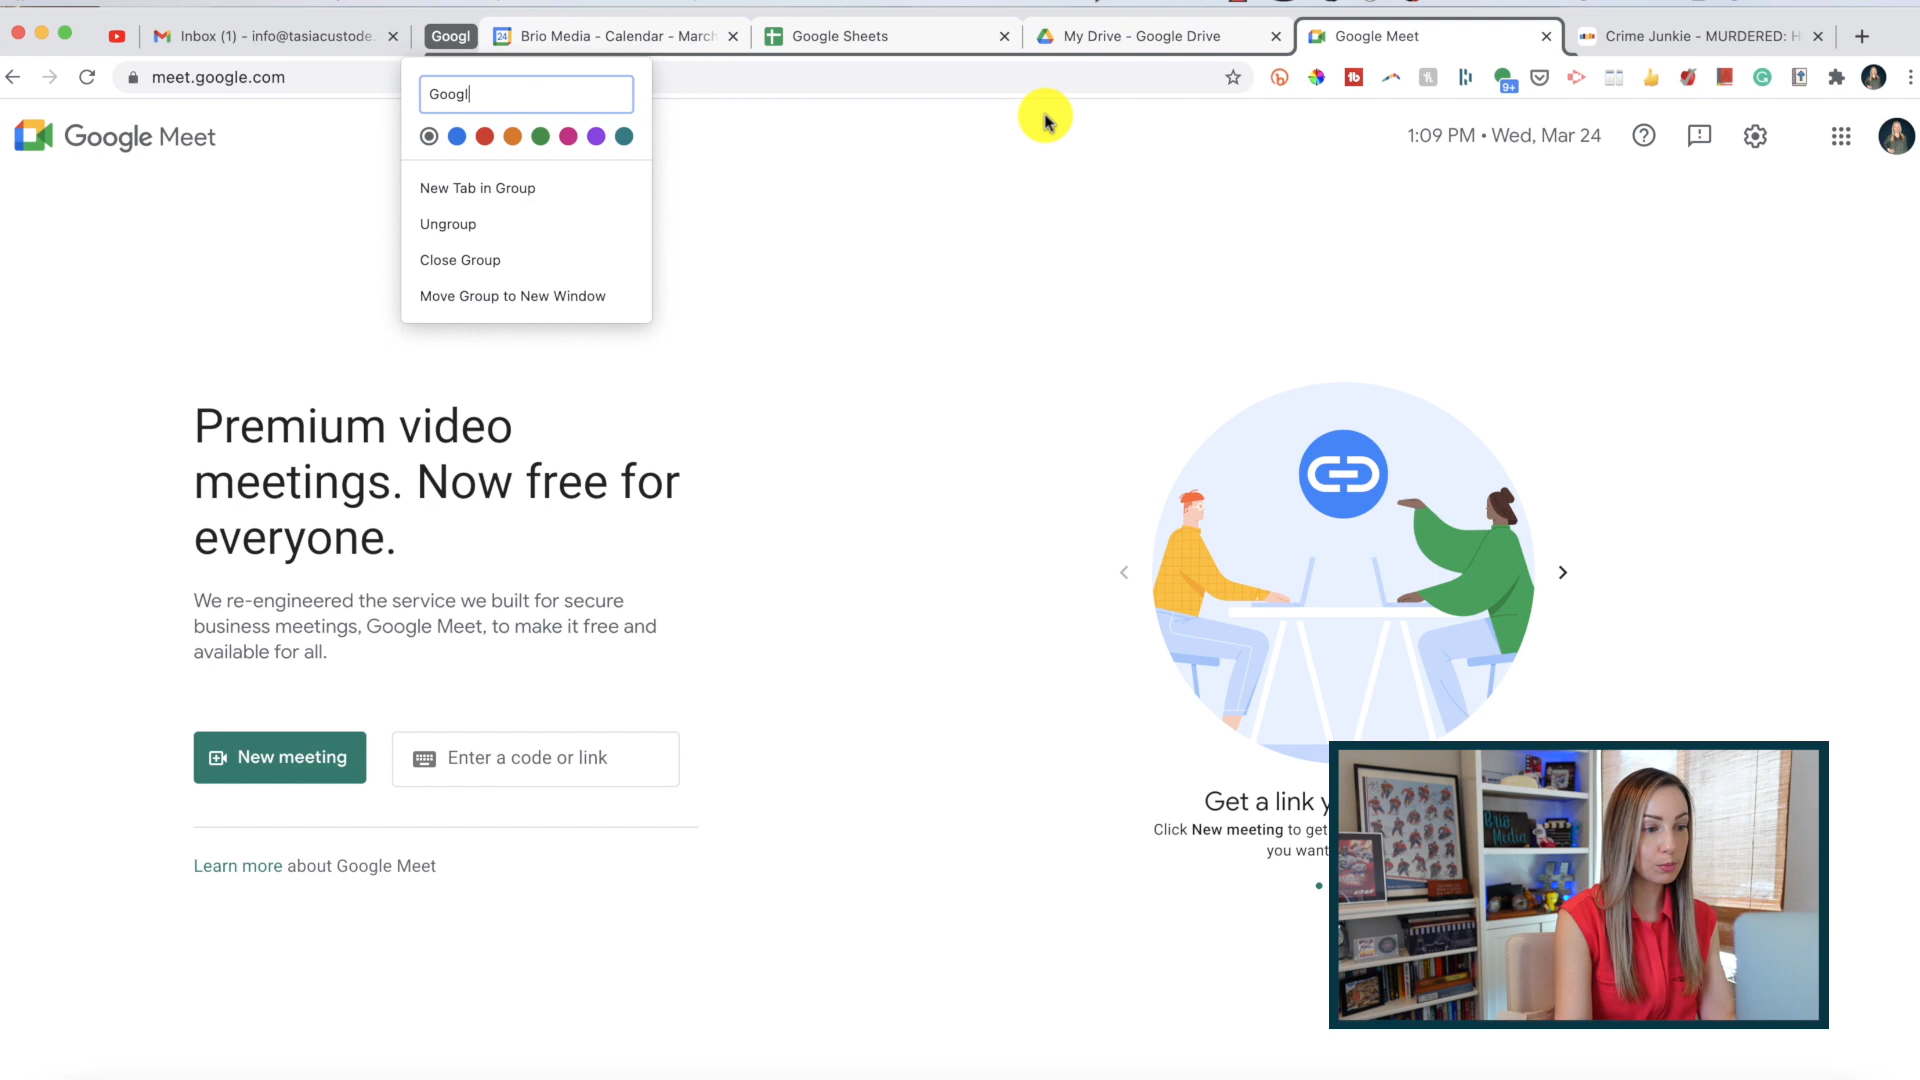 Inbox (1) - info@tasiacustode.
Googl
Brio Media - Calendar - March
Google Sheets
My Drive - Google Drive
Google Meet
Crime Junkie - MURDERED: H
meet.google.com
9+
Googl
New Tab in Group
Ungroup
Close Group
Move Group to New Window
Google Meet
1:09 PM • Wed, Mar 24
Premium video
meetings. Now free for
everyone.
We re-engineered the service we built for secure
business meetings, Google Meet, to make it free and
available for all.
New meeting
Enter a code or link
Learn more about Google Meet
Get a link y
Click New meeting to get
you want
Brio
Media